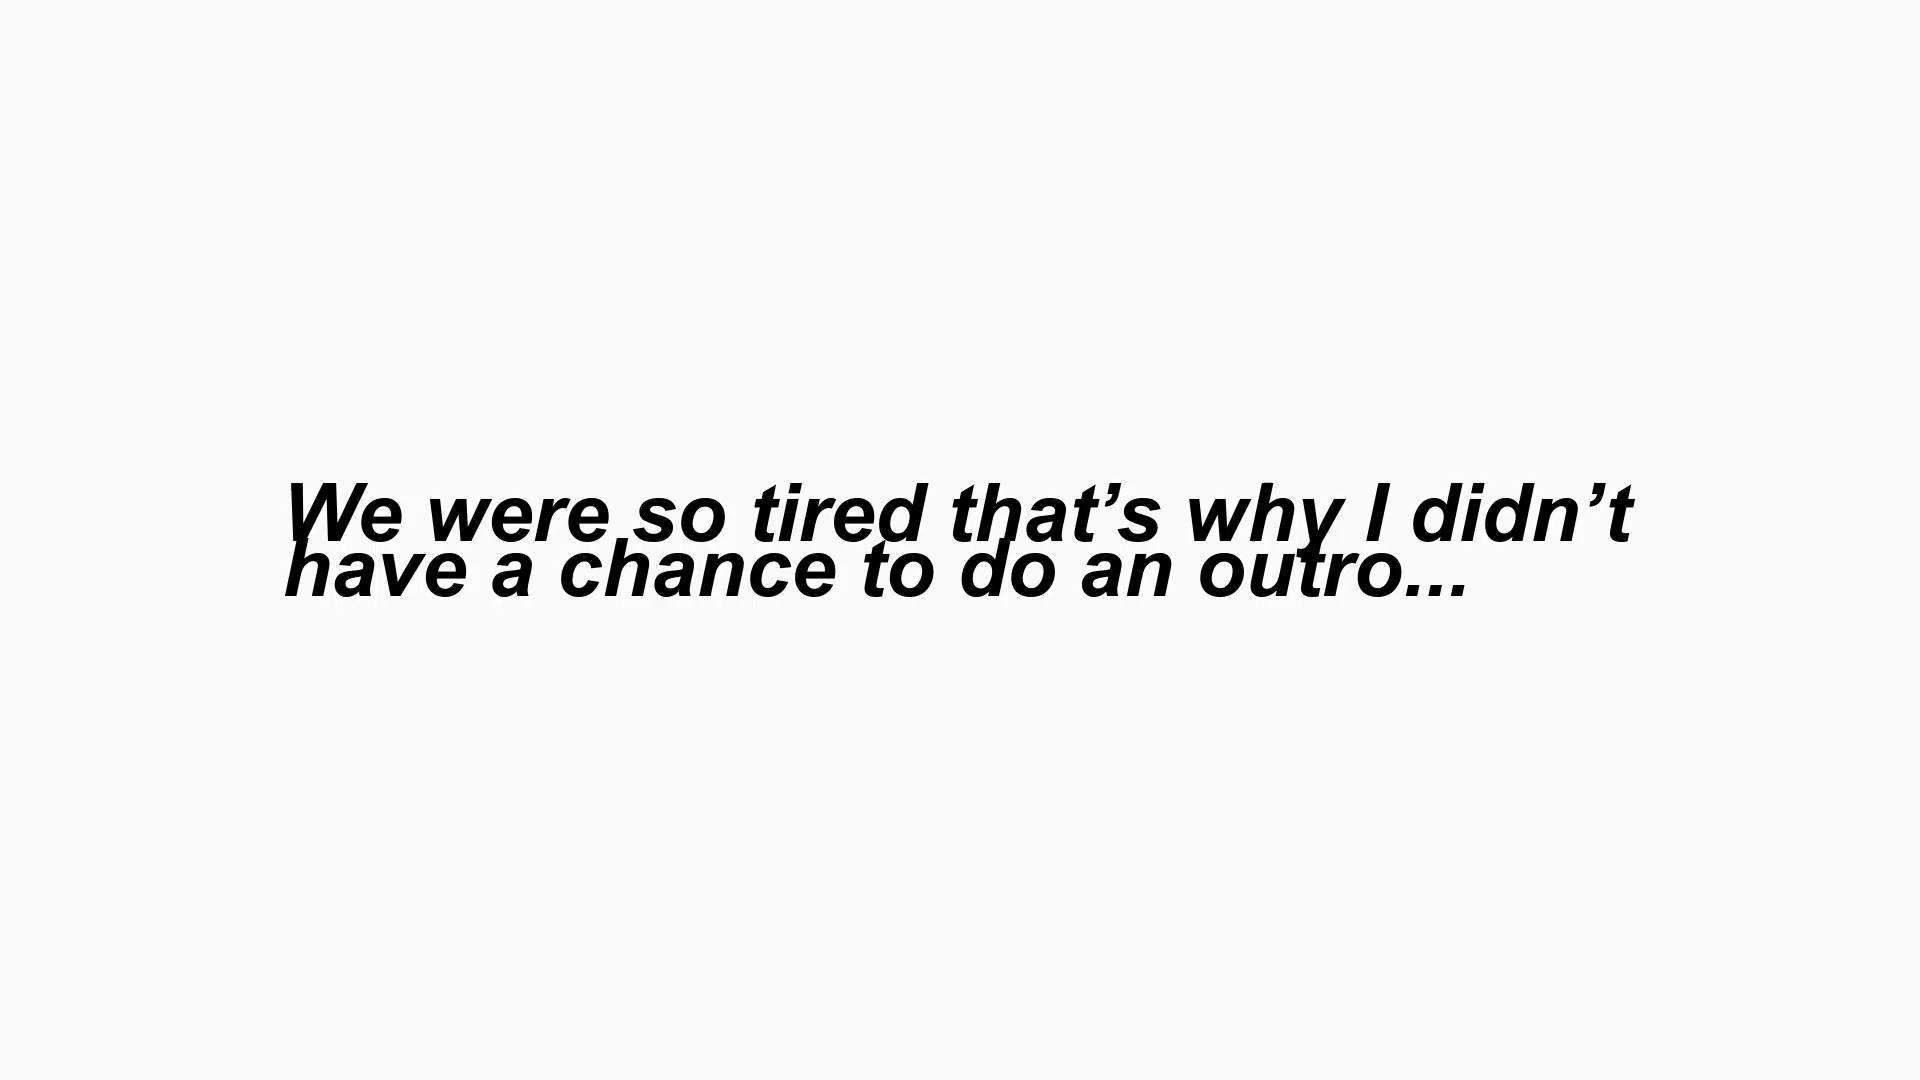 We were so tired that’s why I didn’t
have a chance to do an outro...